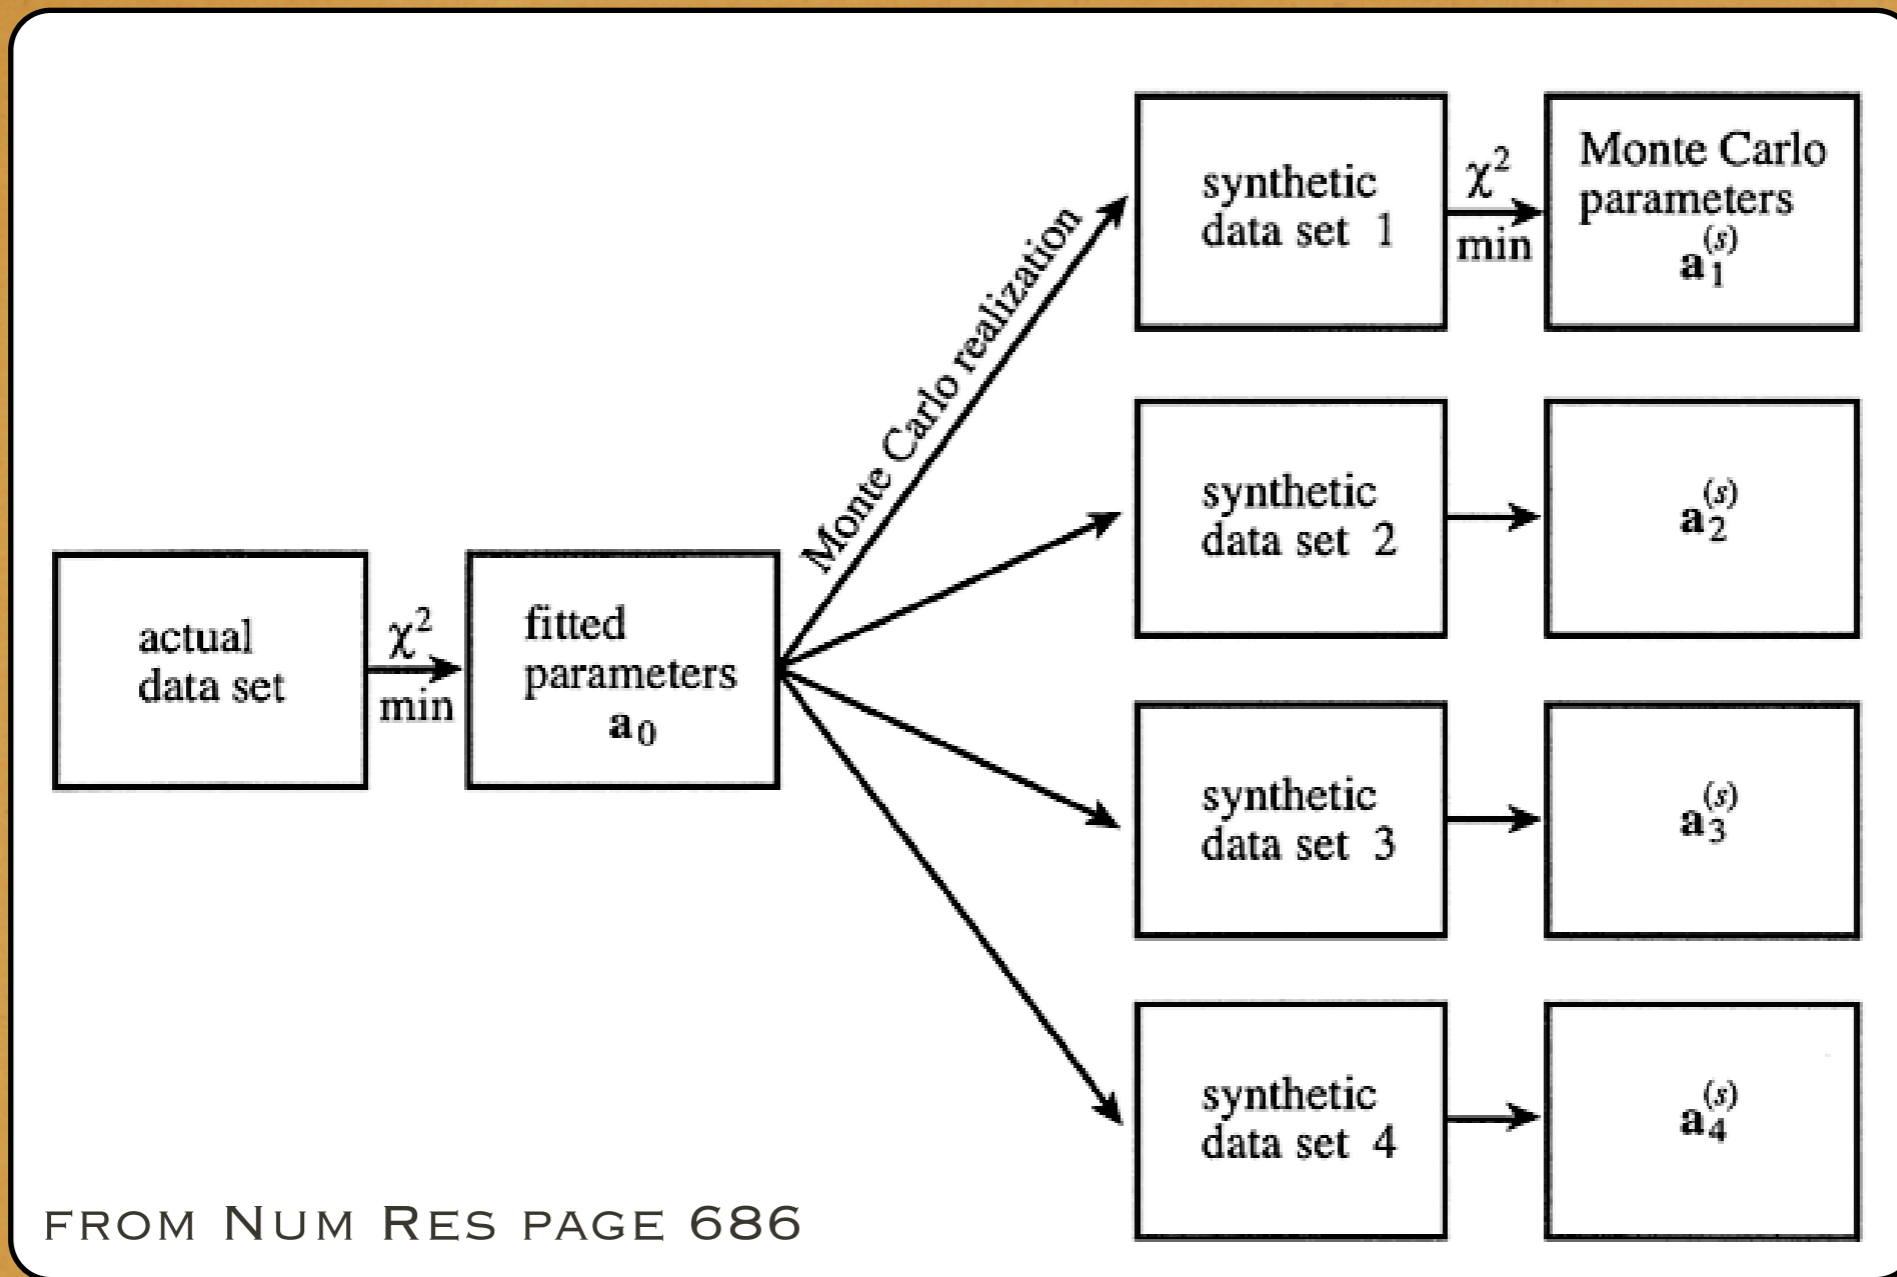 actual
data set
χ²
min
fitted
parameters
a₀
Monte Carlo realization
synthetic
data set 1
χ²
min
Monte Carlo
parameters
a₁⁽ˢ⁾
synthetic
data set 2
a₂⁽ˢ⁾
synthetic
data set 3
a₃⁽ˢ⁾
synthetic
data set 4
a₄⁽ˢ⁾
FROM NUM RES PAGE 686